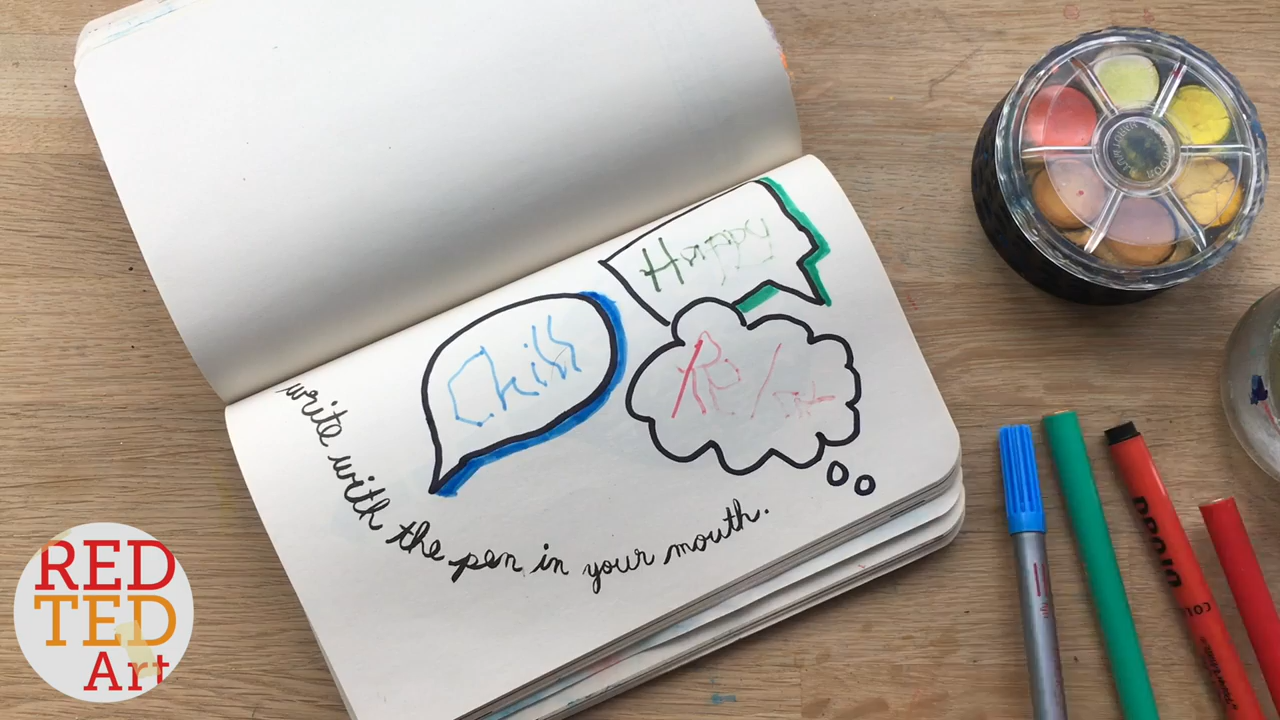 Happy
Chill
Relax
write with the pen in your mouth.
RED
TED
Art